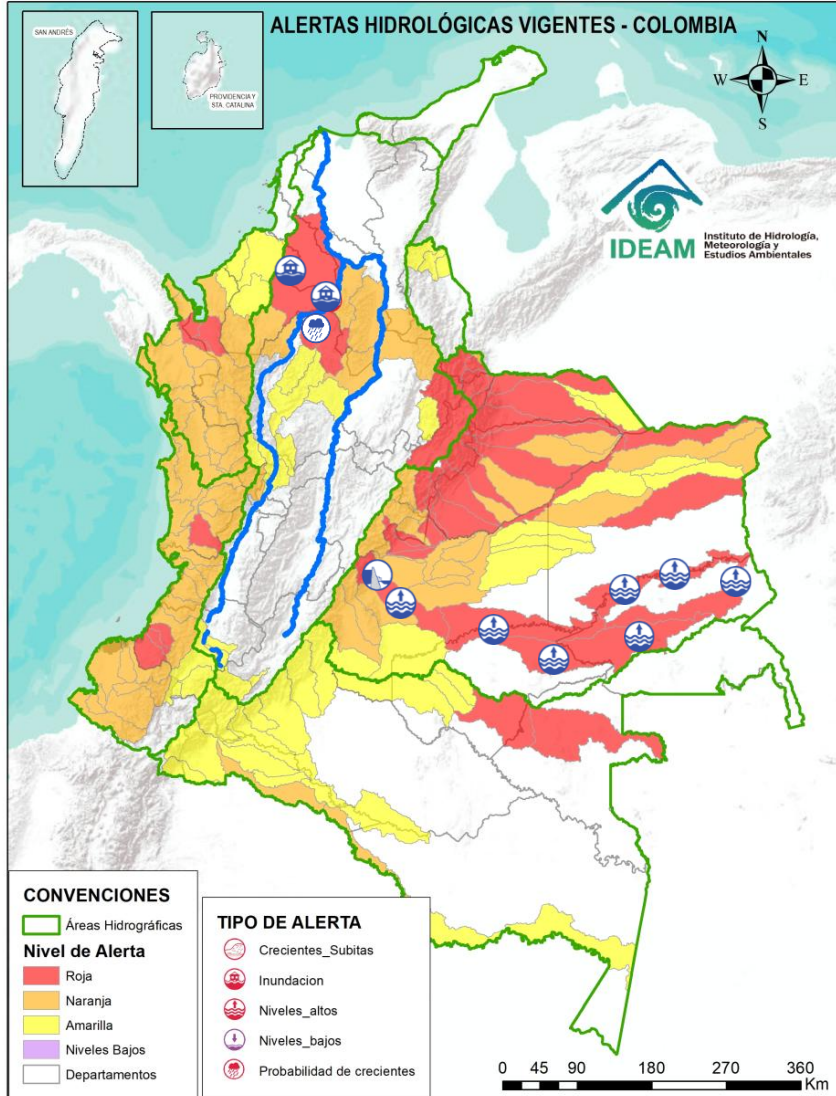 ALERTAS HIDROLÓGICAS VIGENTES - COLOMBIA
SAN ANDRÉS
PROVIDENCIA Y
STA. CATALINA
N
W
E
S
IDEAM
Instituto de Hidrología,
Meteorología y
Estudios Ambientales
CONVENCIONES
Áreas Hidrográficas
Nivel de Alerta
Roja
Naranja
Amarilla
Niveles Bajos
Departamentos
TIPO DE ALERTA
Crecientes_Subitas
Inundacion
Niveles_altos
Niveles_bajos
Probabilidad de crecientes
0 45 90 180 270 360
Km